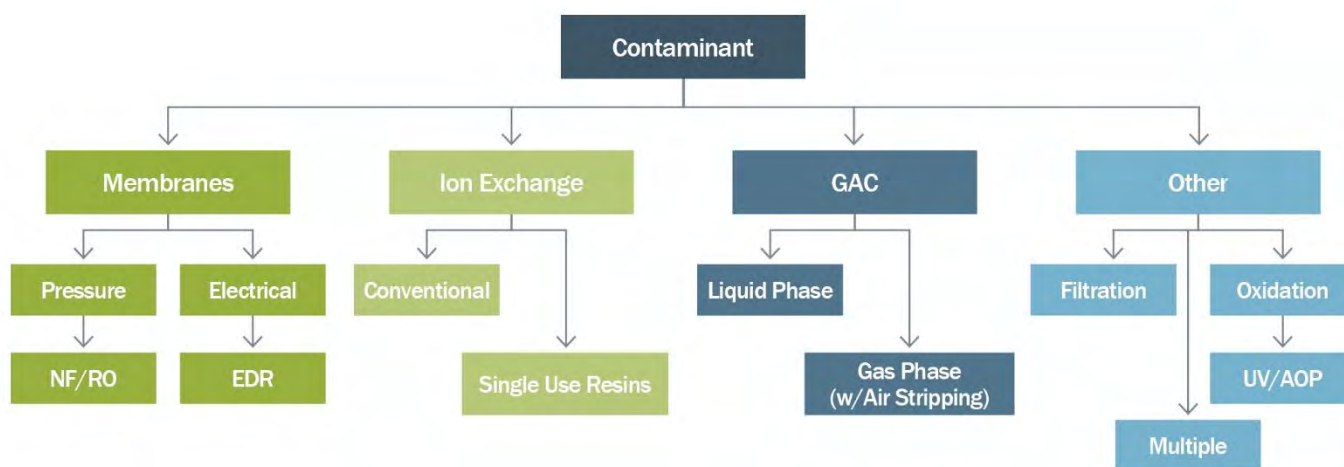 Contaminant
Membranes
Ion Exchange
GAC
Other
Pressure
Electrical
Conventional
Liquid Phase
Filtration
Oxidation
NF/RO
EDR
Single Use Resins
Gas Phase
(w/Air Stripping)
UV/AOP
Multiple